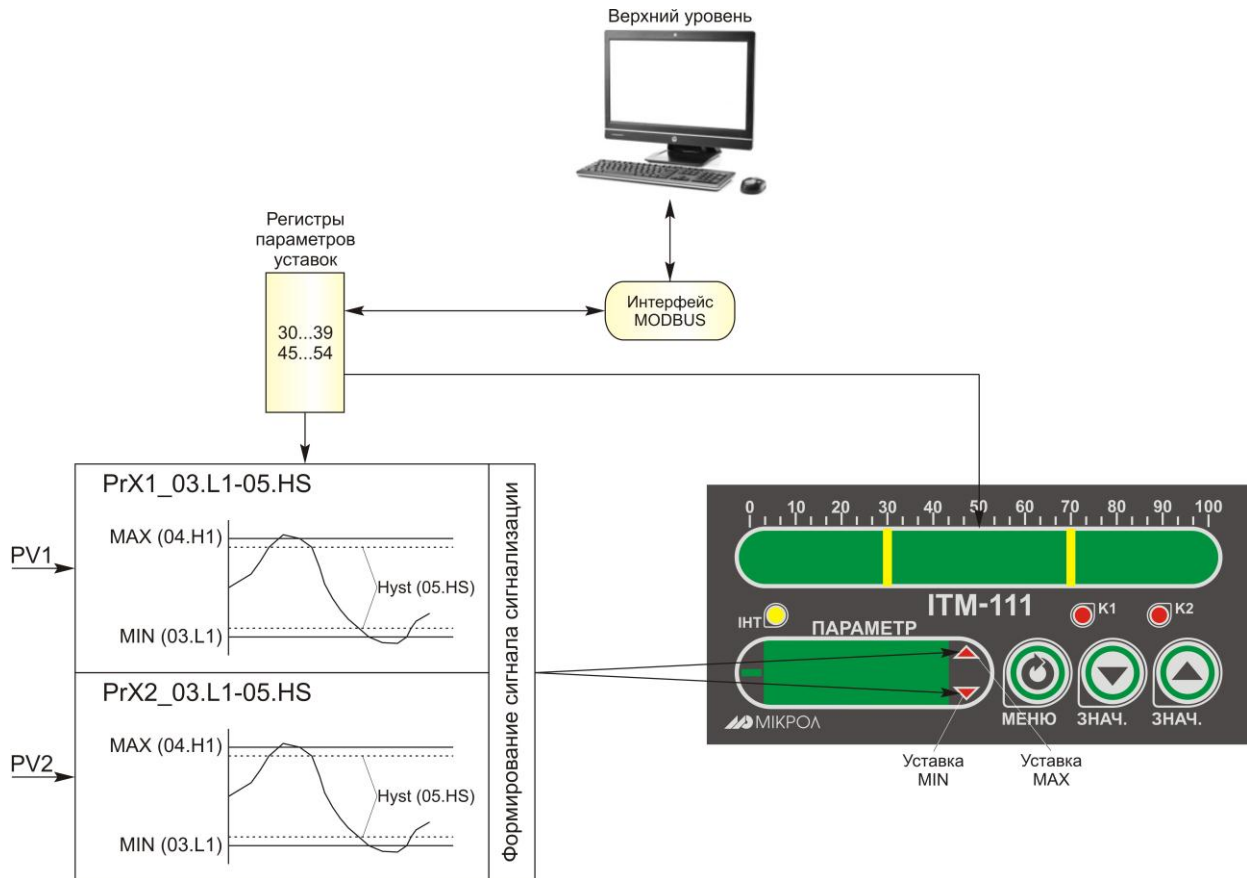 Верхний уровень
Регистры
параметров
уставок
30...39
45...54
Интерфейс
MODBUS
PrX1_03.L1-05.HS
MAX (04.H1)
Hyst (05.HS)
MIN (03.L1)
PV1
PrX2_03.L1-05.HS
MAX (04.H1)
Hyst (05.HS)
MIN (03.L1)
PV2
Формирование сигнала сигнализации
0 10 20 30 40 50 60 70 80 90 100
ITM-111
ІНТ
K1
K2
ПАРАМЕТР
МІКРОЛ
МЕНЮ
ЗНАЧ.
ЗНАЧ.
Уставка
MIN
Уставка
MAX